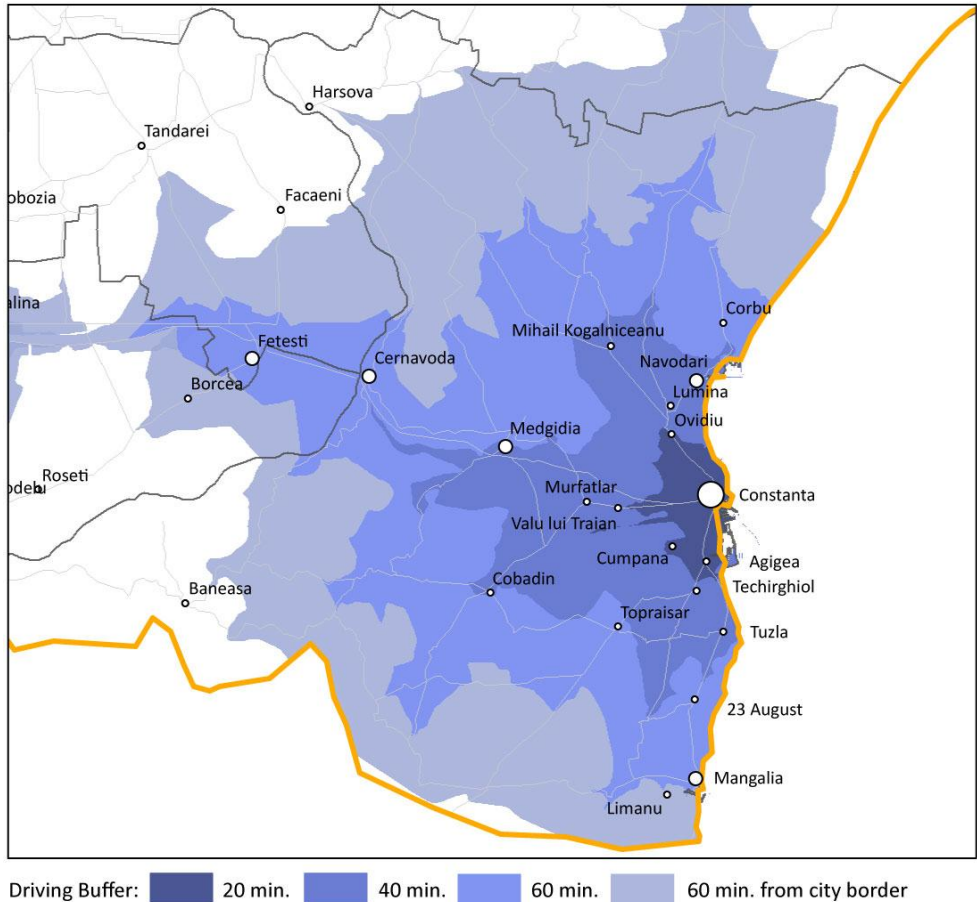 Harsova
Tandarei
obozia
Facaeni
alina
Corbu
Mihail Kogalniceanu
Fetesti
Cernavoda
Navodari
Borcea
Lumina
Ovidiu
Medgidia
Roseti
Murfatlar
Constanta
Valu lui Traian
Cumpana
Agigea
Cobadin
Techirghiol
Baneasa
Topraisar
Tuzla
23 August
Mangalia
Limanu
Driving Buffer: 20 min. 40 min. 60 min. 60 min. from city border